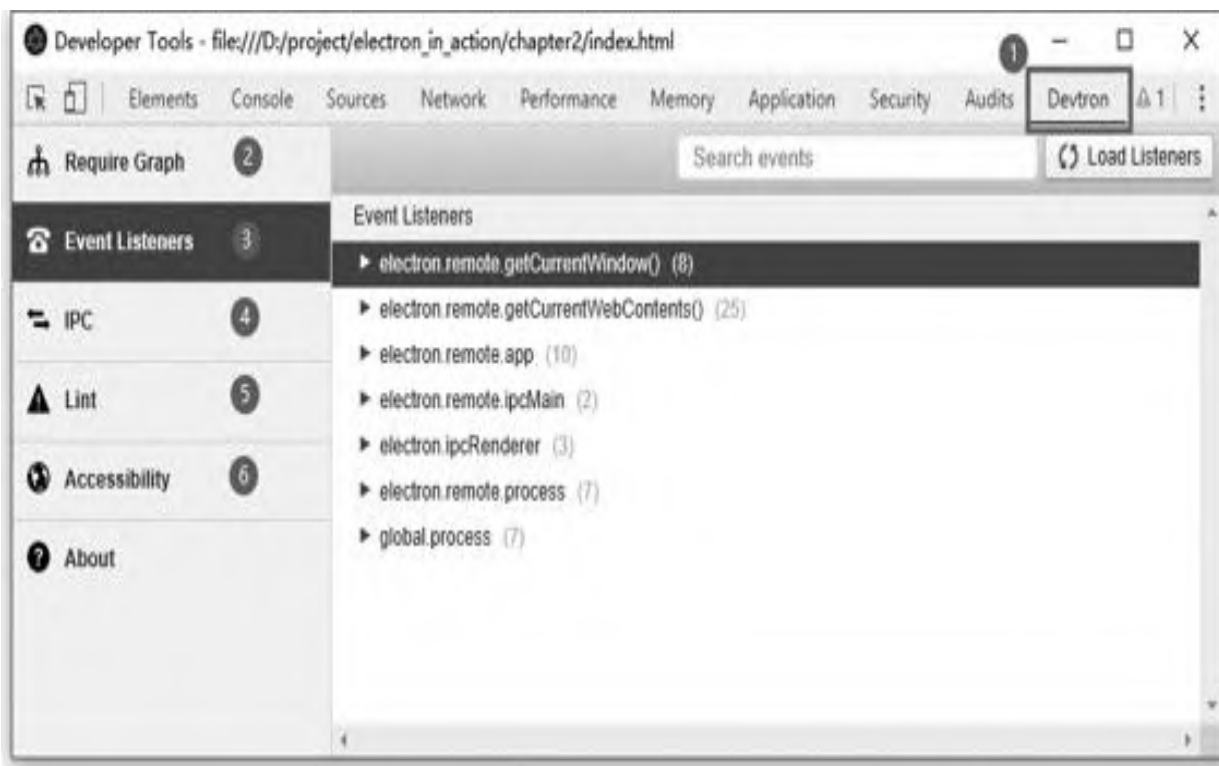 Developer Tools - file:///D:/project/electron_in_action/chapter2/index.html
1
Elements Console Sources Network Performance Memory Application Security Audits Devtron 1
Require Graph 2
Search events
Load Listeners
Event Listeners 3
Event Listeners
electron.remote.getCurrentWindow() (8)
electron.remote.getCurrentWebContents() (25)
IPC 4
electron.remote.app (10)
Lint 5
electron.remote.ipcMain (2)
electron.ipcRenderer (3)
Accessibility 6
electron.remote.process (7)
global.process (7)
About